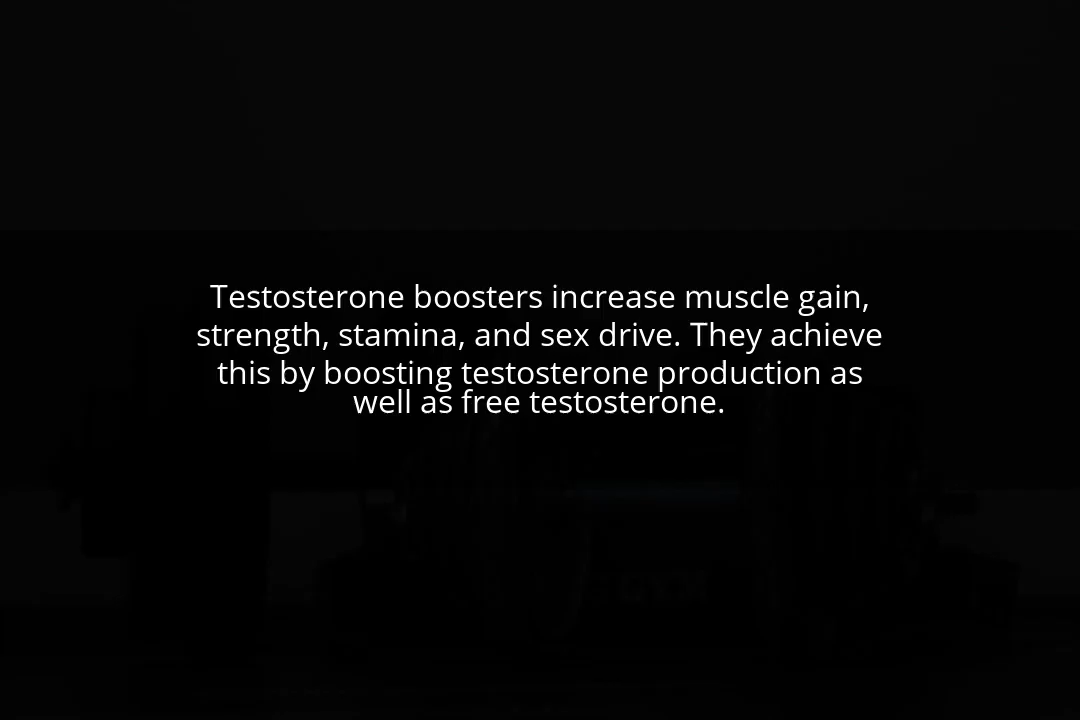 Testosterone boosters increase muscle gain,
strength, stamina, and sex drive. They achieve
this by boosting testosterone production as
well as free testosterone.